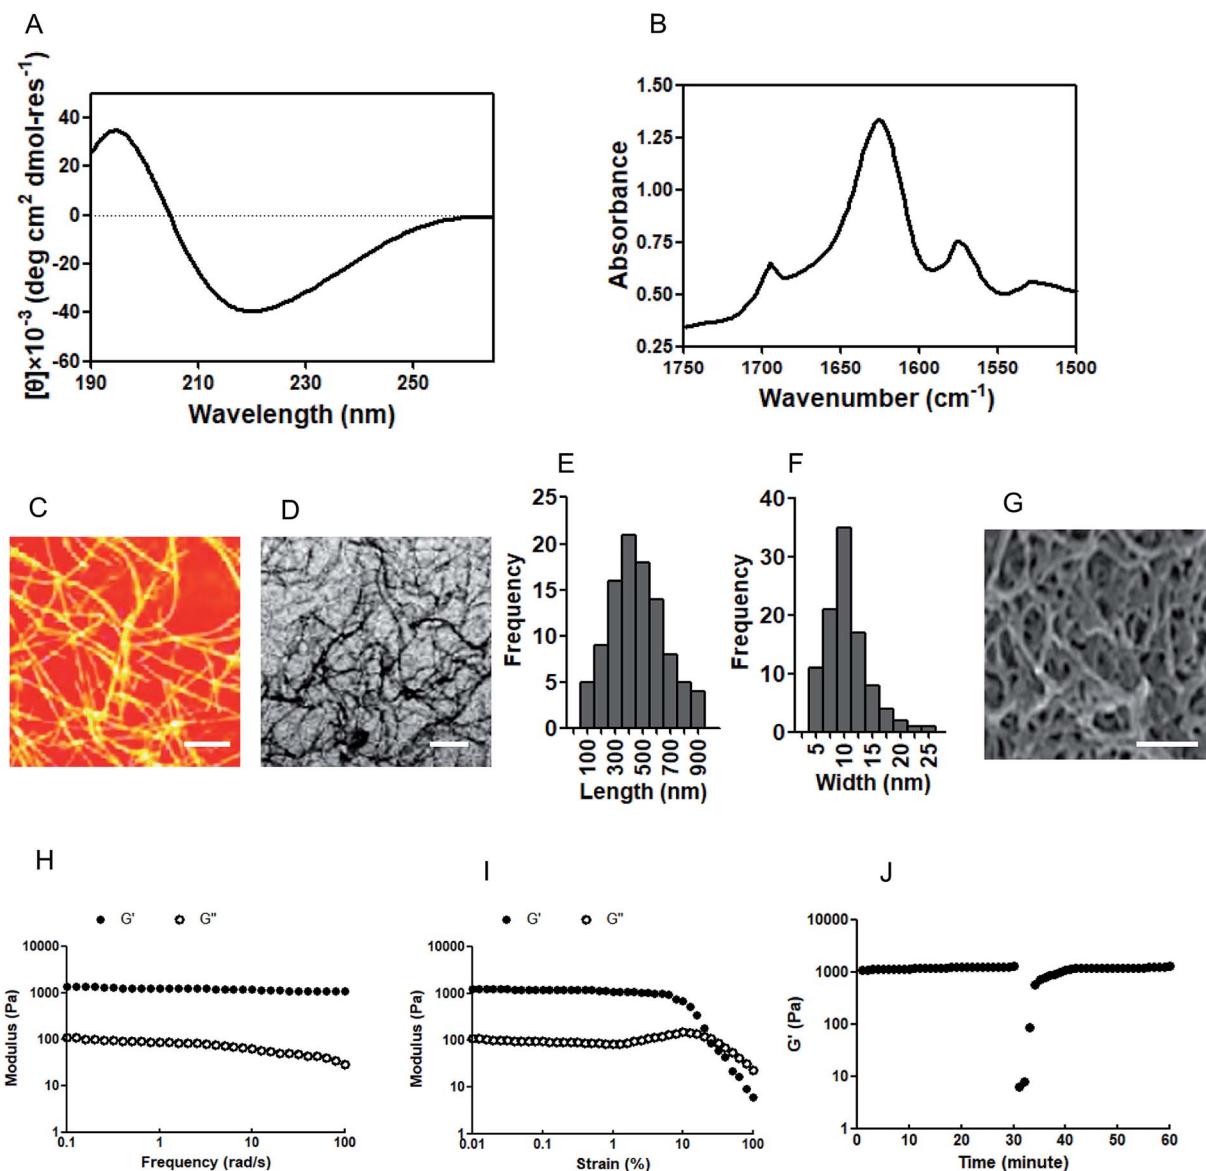 A
[θ]×10⁻³ (deg cm² dmol-res⁻¹)
40
20
0
-20
-40
-60
190
210
230
250
Wavelength (nm)
B
Absorbance
1.50
1.25
1.00
0.75
0.50
0.25
1750
1700
1650
1600
1550
1500
Wavenumber (cm⁻¹)
C
D
E
Frequency
25
20
15
10
5
0
100
300
500
700
900
Length (nm)
F
Frequency
40
30
20
10
0
5
10
15
20
25
Width (nm)
G
H
G'
G"
Modulus (Pa)
10000
1000
100
10
1
0.1
1
10
100
Frequency (rad/s)
I
G'
G"
Modulus (Pa)
10000
1000
100
10
1
0.01
0.1
1
10
100
Strain (%)
J
G' (Pa)
10000
1000
100
10
1
0
10
20
30
40
50
60
Time (minute)